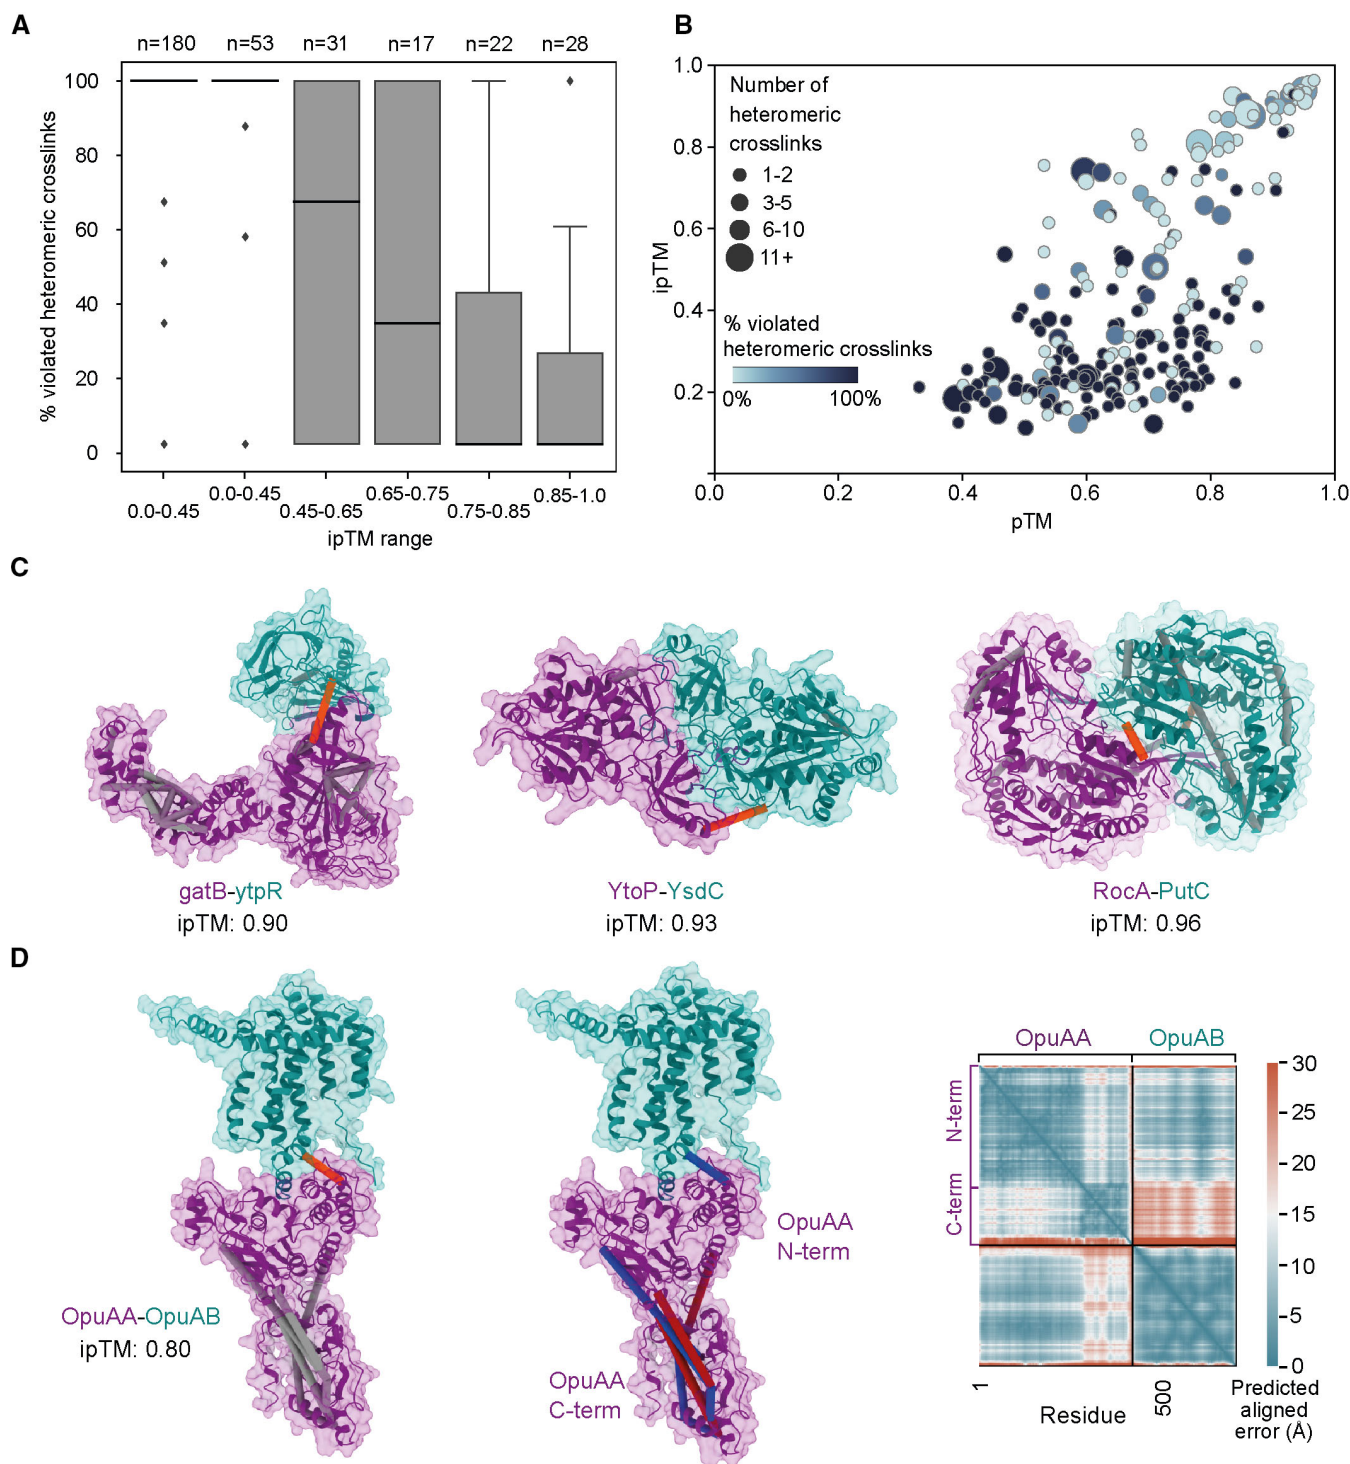 A
n=180 n=53 n=31 n=17 n=22 n=28
% violated heteromeric crosslinks
100
80
60
40
20
0
0.0-0.45
0.0-0.45
0.45-0.65
0.65-0.75
0.75-0.85
0.85-1.0
ipTM range
B
ipTM
1.0
0.8
0.6
0.4
0.2
Number of
heteromeric
crosslinks
1-2
3-5
6-10
11+
% violated
heteromeric crosslinks
0% 100%
0.0 0.2 0.4 0.6 0.8 1.0
pTM
C
gatB-ytpR
ipTM: 0.90
YtoP-YsdC
ipTM: 0.93
RocA-PutC
ipTM: 0.96
D
OpuAA-OpuAB
ipTM: 0.80
OpuAA
N-term
OpuAA
C-term
OpuAA OpuAB
N-term
C-term
1
500
Residue
30
25
20
15
10
5
0
Predicted
aligned
error (Å)